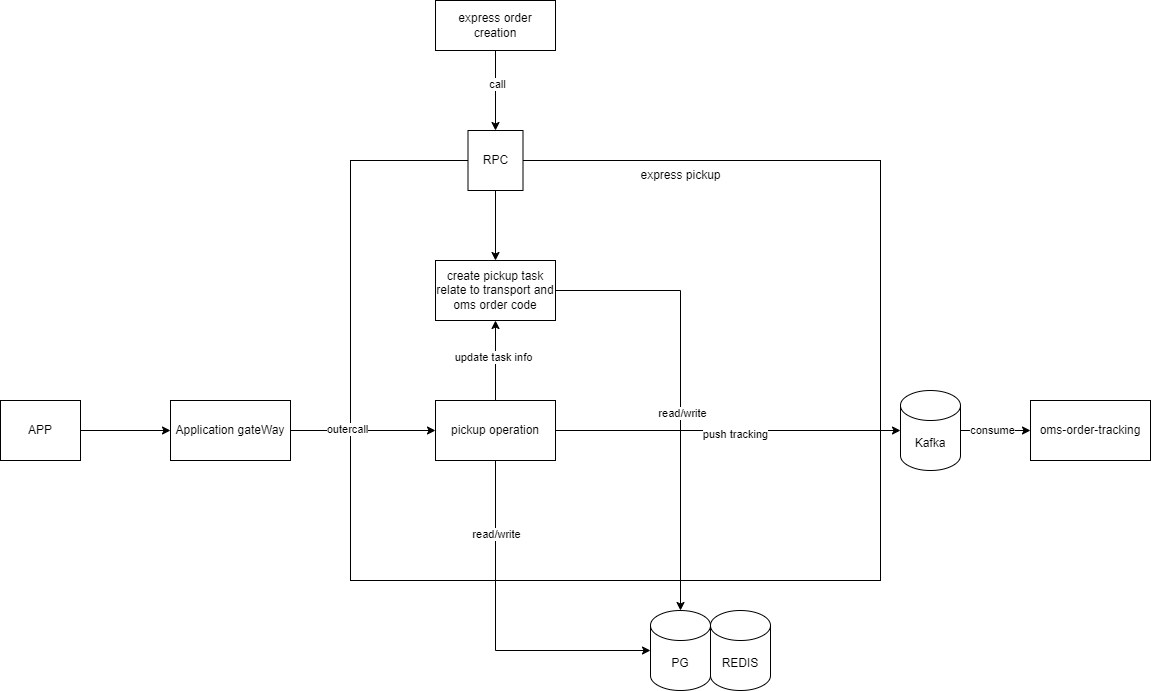 express order
creation
call
RPC
express pickup
create pickup task
relate to transport and
oms order code
update task info
read/write
APP
Application gateWay
outercall
pickup operation
push tracking
Kafka
consume
oms-order-tracking
read/write
PG
REDIS